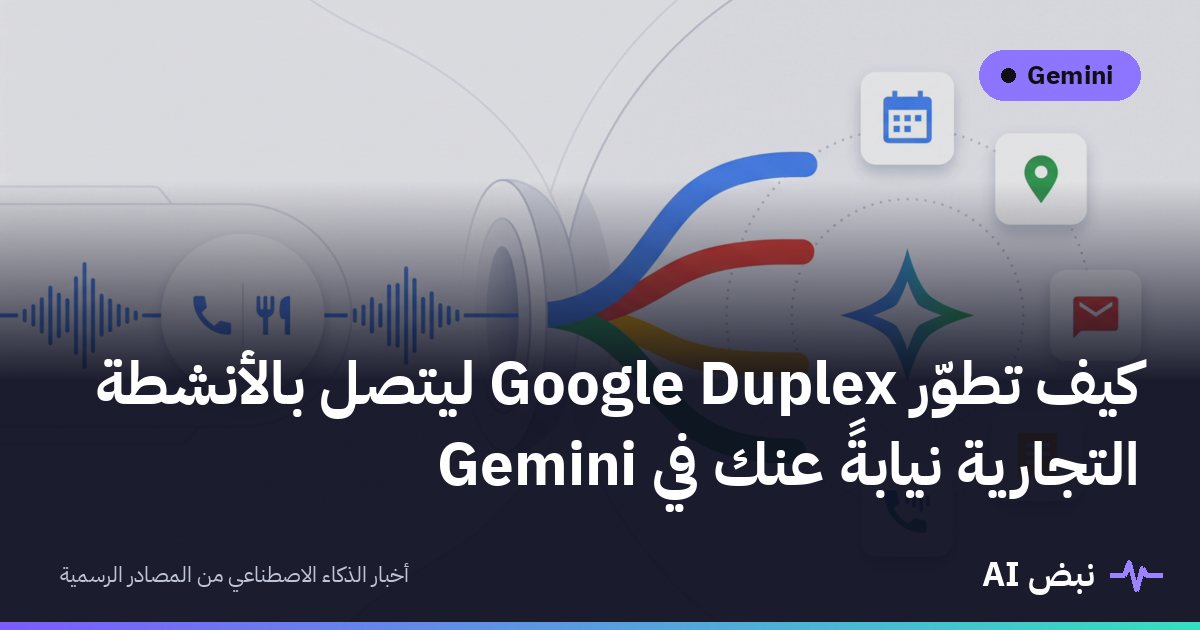 Gemini
كيف تطوّر Google Duplex ليتصل بالأنشطة
التجارية نيابةً عنك في Gemini
نبض AI
أخبار الذكاء الاصطناعي من المصادر الرسمية